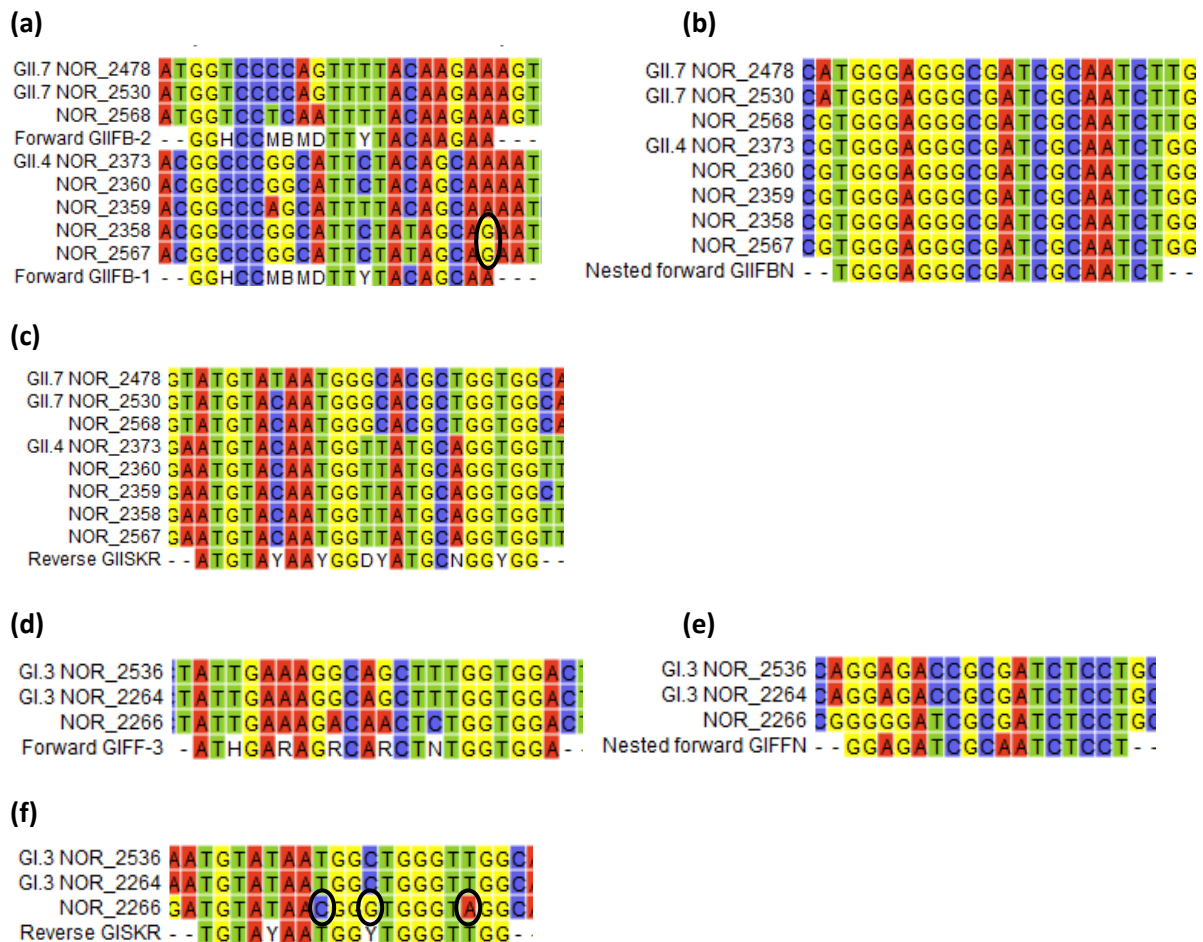 (a)
GII.7 NOR_2478 ATGGTCCCCAGTTTTACAAGAAAGT
GII.7 NOR_2530 ATGGTCCCCAGTTTTACAAGAAAGT
NOR_2568 ATGGTCCTCAATTTTACAAGAAAGT
Forward GIIFB-2 --GGHCCMBMDTTYTACAAGAA---
GII.4 NOR_2373 ACGGCCCGGCATTCTACAGCAAAAT
NOR_2360 ACGGCCCGGCATTCTACAGCAAAAT
NOR_2359 ACGGCCCAGCATTTTACAGCAAAAT
NOR_2358 ACGGCCCGGCATTCTATAGCAGAAT
NOR_2567 ACGGCCCGGCATTCTATAGCAGAAT
Forward GIIFB-1 --GGHCCMBMDTTYTACAGCAA---
(b)
GII.7 NOR_2478 CATGGGAGGGCGATCGCAATCTTG
GII.7 NOR_2530 CATGGGAGGGCGATCGCAATCTTG
NOR_2568 CGTGGGAGGGCGATCGCAATCTTG
GII.4 NOR_2373 CGTGGGAGGGCGATCGCAATCTGG
NOR_2360 CGTGGGAGGGCGATCGCAATCTGG
NOR_2359 CGTGGGAGGGCGATCGCAATCTGG
NOR_2358 CGTGGGAGGGCGATCGCAATCTGG
NOR_2567 CGTGGGAGGGCGATCGCAATCTGG
Nested forward GIIFBN --TGGGAGGGCGATCGCAATCT--
(c)
GII.7 NOR_2478 GTATGTATAATGGGCACGCTGGTGGCA
GII.7 NOR_2530 GTATGTACAATGGGCACGCTGGTGGCA
NOR_2568 GTATGTACAATGGGCACGCTGGTGGCA
GII.4 NOR_2373 GAATGTACAATGGTTATGCAGGTGGTT
NOR_2360 GAATGTACAATGGTTATGCAGGTGGTT
NOR_2359 GAATGTACAATGGTTATGCAGGTGGCT
NOR_2358 GAATGTACAATGGTTATGCAGGTGGTT
NOR_2567 GAATGTACAATGGTTATGCAGGTGGTT
Reverse GIISKR --ATGTAYAAYGGDYATGCNGGYGG--
(d)
GI.3 NOR_2536 TATTGAAAGGCAGCTTTGGTGGACT
GI.3 NOR_2264 TATTGAAAGGCAGCTTTGGTGGACT
NOR_2266 TATTGAAAGACAACTCTGGTGGACT
Forward GIFF-3 -ATHGARAGRCARCTNTGGTGGA--
(e)
GI.3 NOR_2536 CAGGAGACCGCGATCTCCTGC
GI.3 NOR_2264 CAGGAGACCGCGATCTCCTGC
NOR_2266 CGGGGGATCGCGATCTCCTGC
Nested forward GIFFN --GGAGATCGCAATCTCCT--
(f)
GI.3 NOR_2536 AATGTATAATGGCTGGGTTGGCA
GI.3 NOR_2264 AATGTATAATGGCTGGGTTGGCA
NOR_2266 GATGTATAACGGGTGGGTAGGCA
Reverse GISKR --TGTAYAATGGYTGGGTTGG--